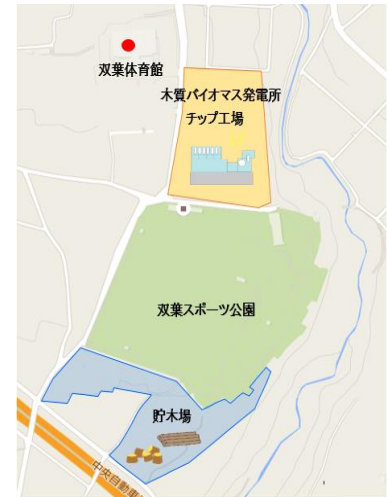 双葉体育館
木質バイオマス発電所
チップ工場
双葉スポーツ公園
貯木場
中央自動車